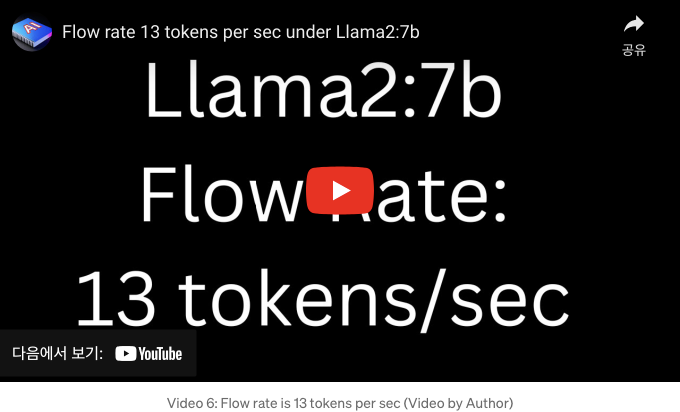 Flow rate 13 tokens per sec under Llama2:7b
공유
Llama2:7b
Flow Rate:
13 tokens/sec
다음에서 보기: YouTube
Video 6: Flow rate is 13 tokens per sec (Video by Author)